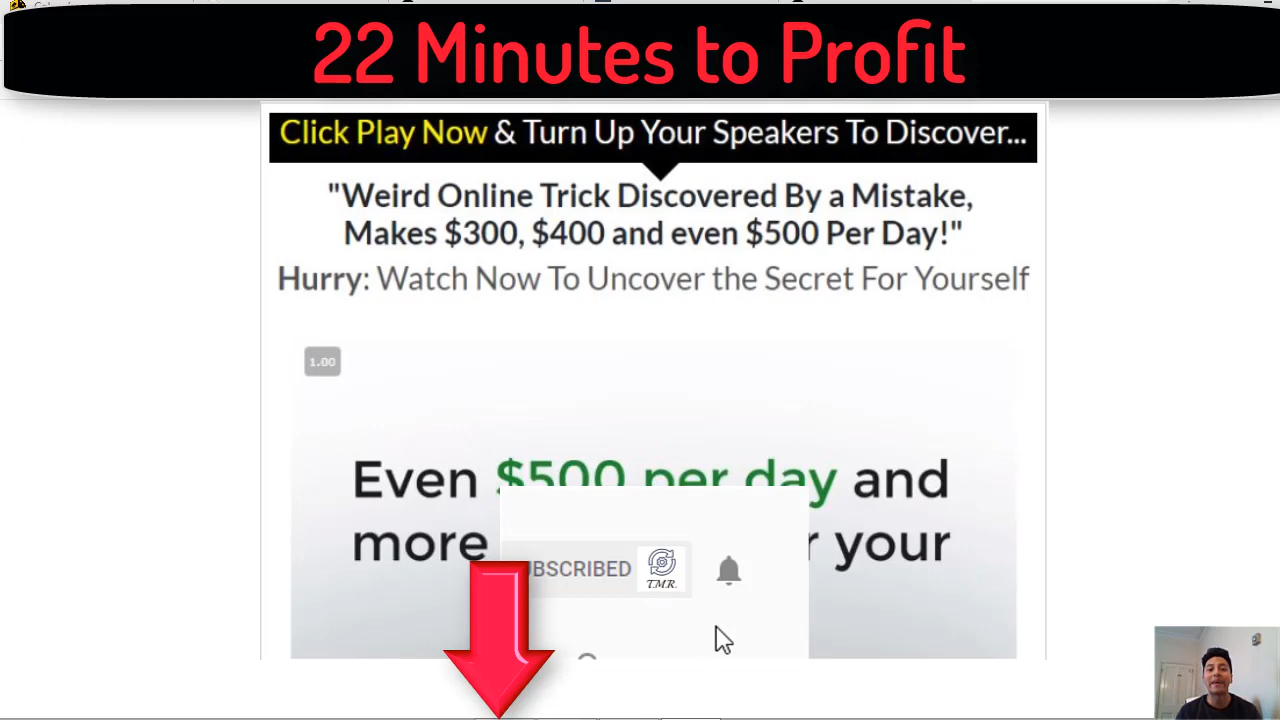 22 Minutes to Profit
Click Play Now & Turn Up Your Speakers To Discover...
"Weird Online Trick Discovered By a Mistake,
Makes $300, $400 and even $500 Per Day!"
Hurry: Watch Now To Uncover the Secret For Yourself
1.00
Even $500 per day and
more your
UBSCRIBED
T.M.R.